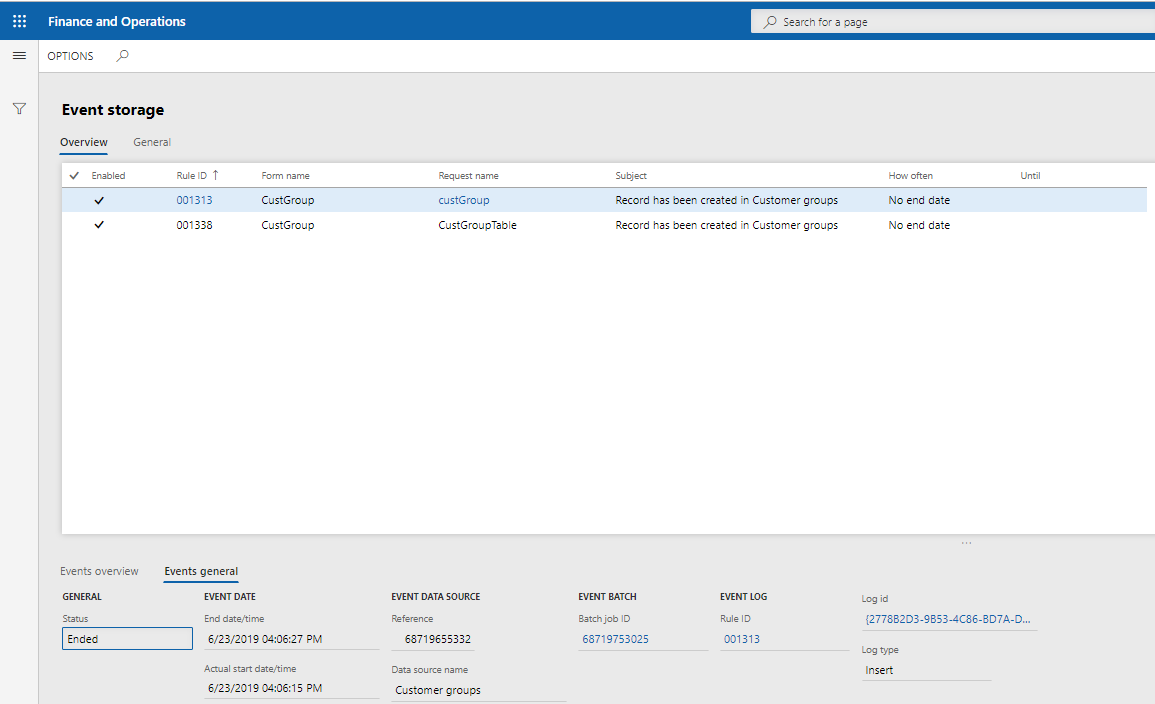 Finance and Operations Search for a page
OPTIONS
Event storage
Overview General
Enabled Rule ID ↑ Form name Request name Subject How often Until
001313 CustGroup custGroup Record has been created in Customer groups No end date
001338 CustGroup CustGroupTable Record has been created in Customer groups No end date
...
Events overview Events general
GENERAL EVENT DATE EVENT DATA SOURCE EVENT BATCH EVENT LOG Log id
Status End date/time Reference Batch job ID Rule ID {2778B2D3-9B53-4C86-BD7A-D...
Ended 6/23/2019 04:06:27 PM 68719655332 68719753025 001313 Log type
Actual start date/time Data source name Insert
6/23/2019 04:06:15 PM Customer groups